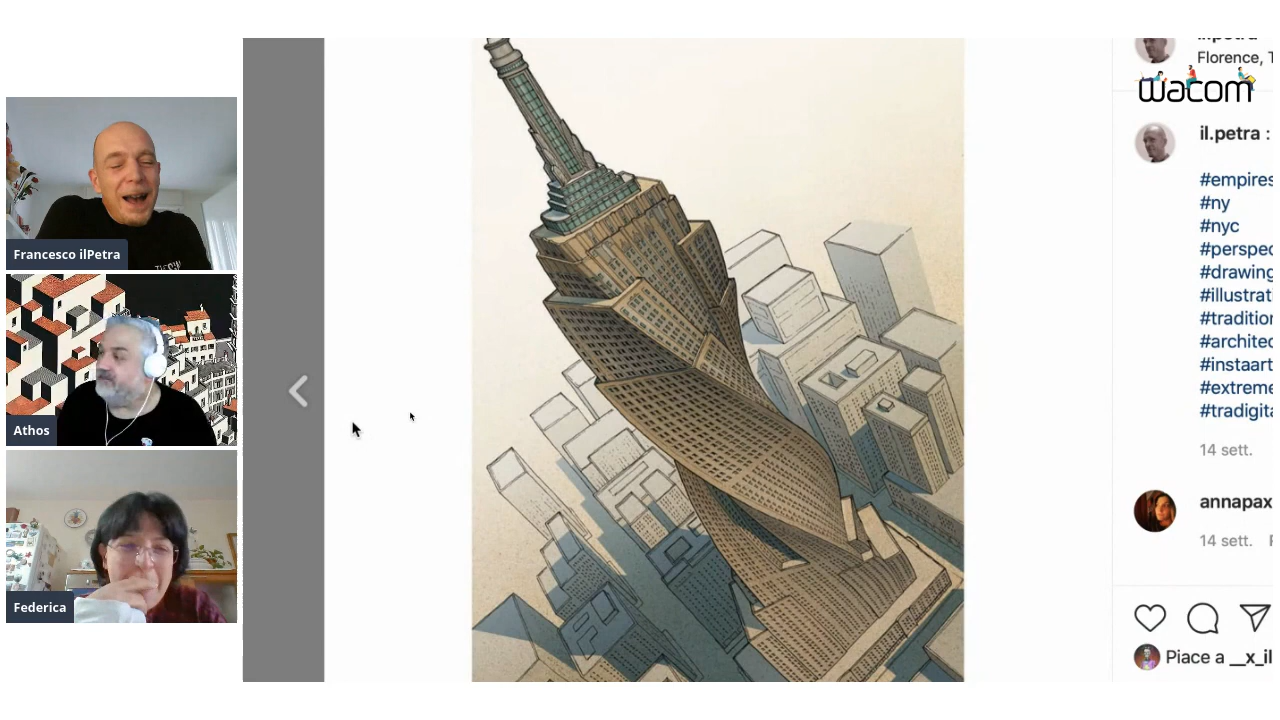 Francesco ilPetra
Athos
Federica
Florence, T
wacom
il.petra :
#empires
#ny
#nyc
#perspec
#drawing
#illustrati
#tradition
#architec
#instaart
#extreme
#tradigita
14 sett.
annapax
14 sett.
Piace a __x_il